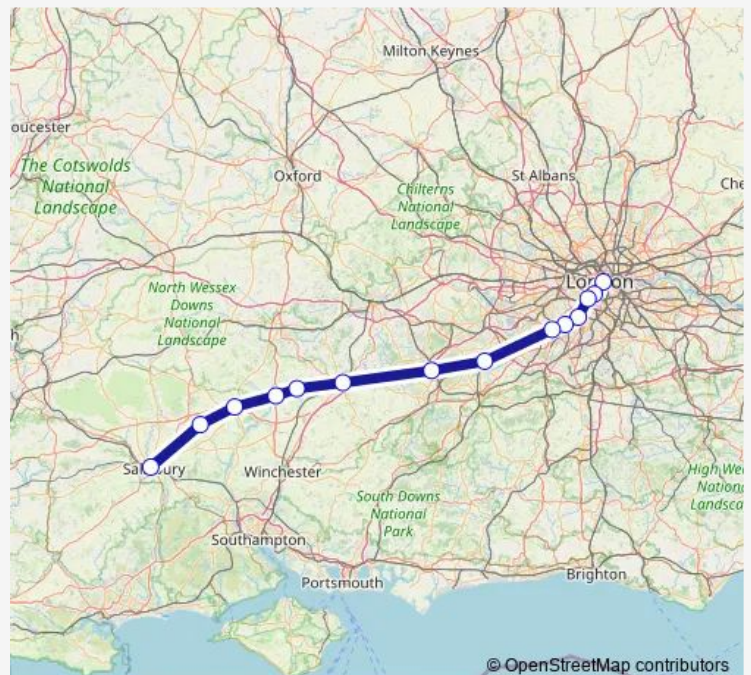 Milton Keynes
oucester
The Cotswolds
National
Landscape
Oxford
St Albans
Che
Chilterns
National
Landscape
North Wessex
Downs
National
Landscape
London
h
Salisbury
Winchester
High We
Nation
Landsca
South Downs
National
Park
Southampton
Portsmouth
Brighton
© OpenStreetMap contributors